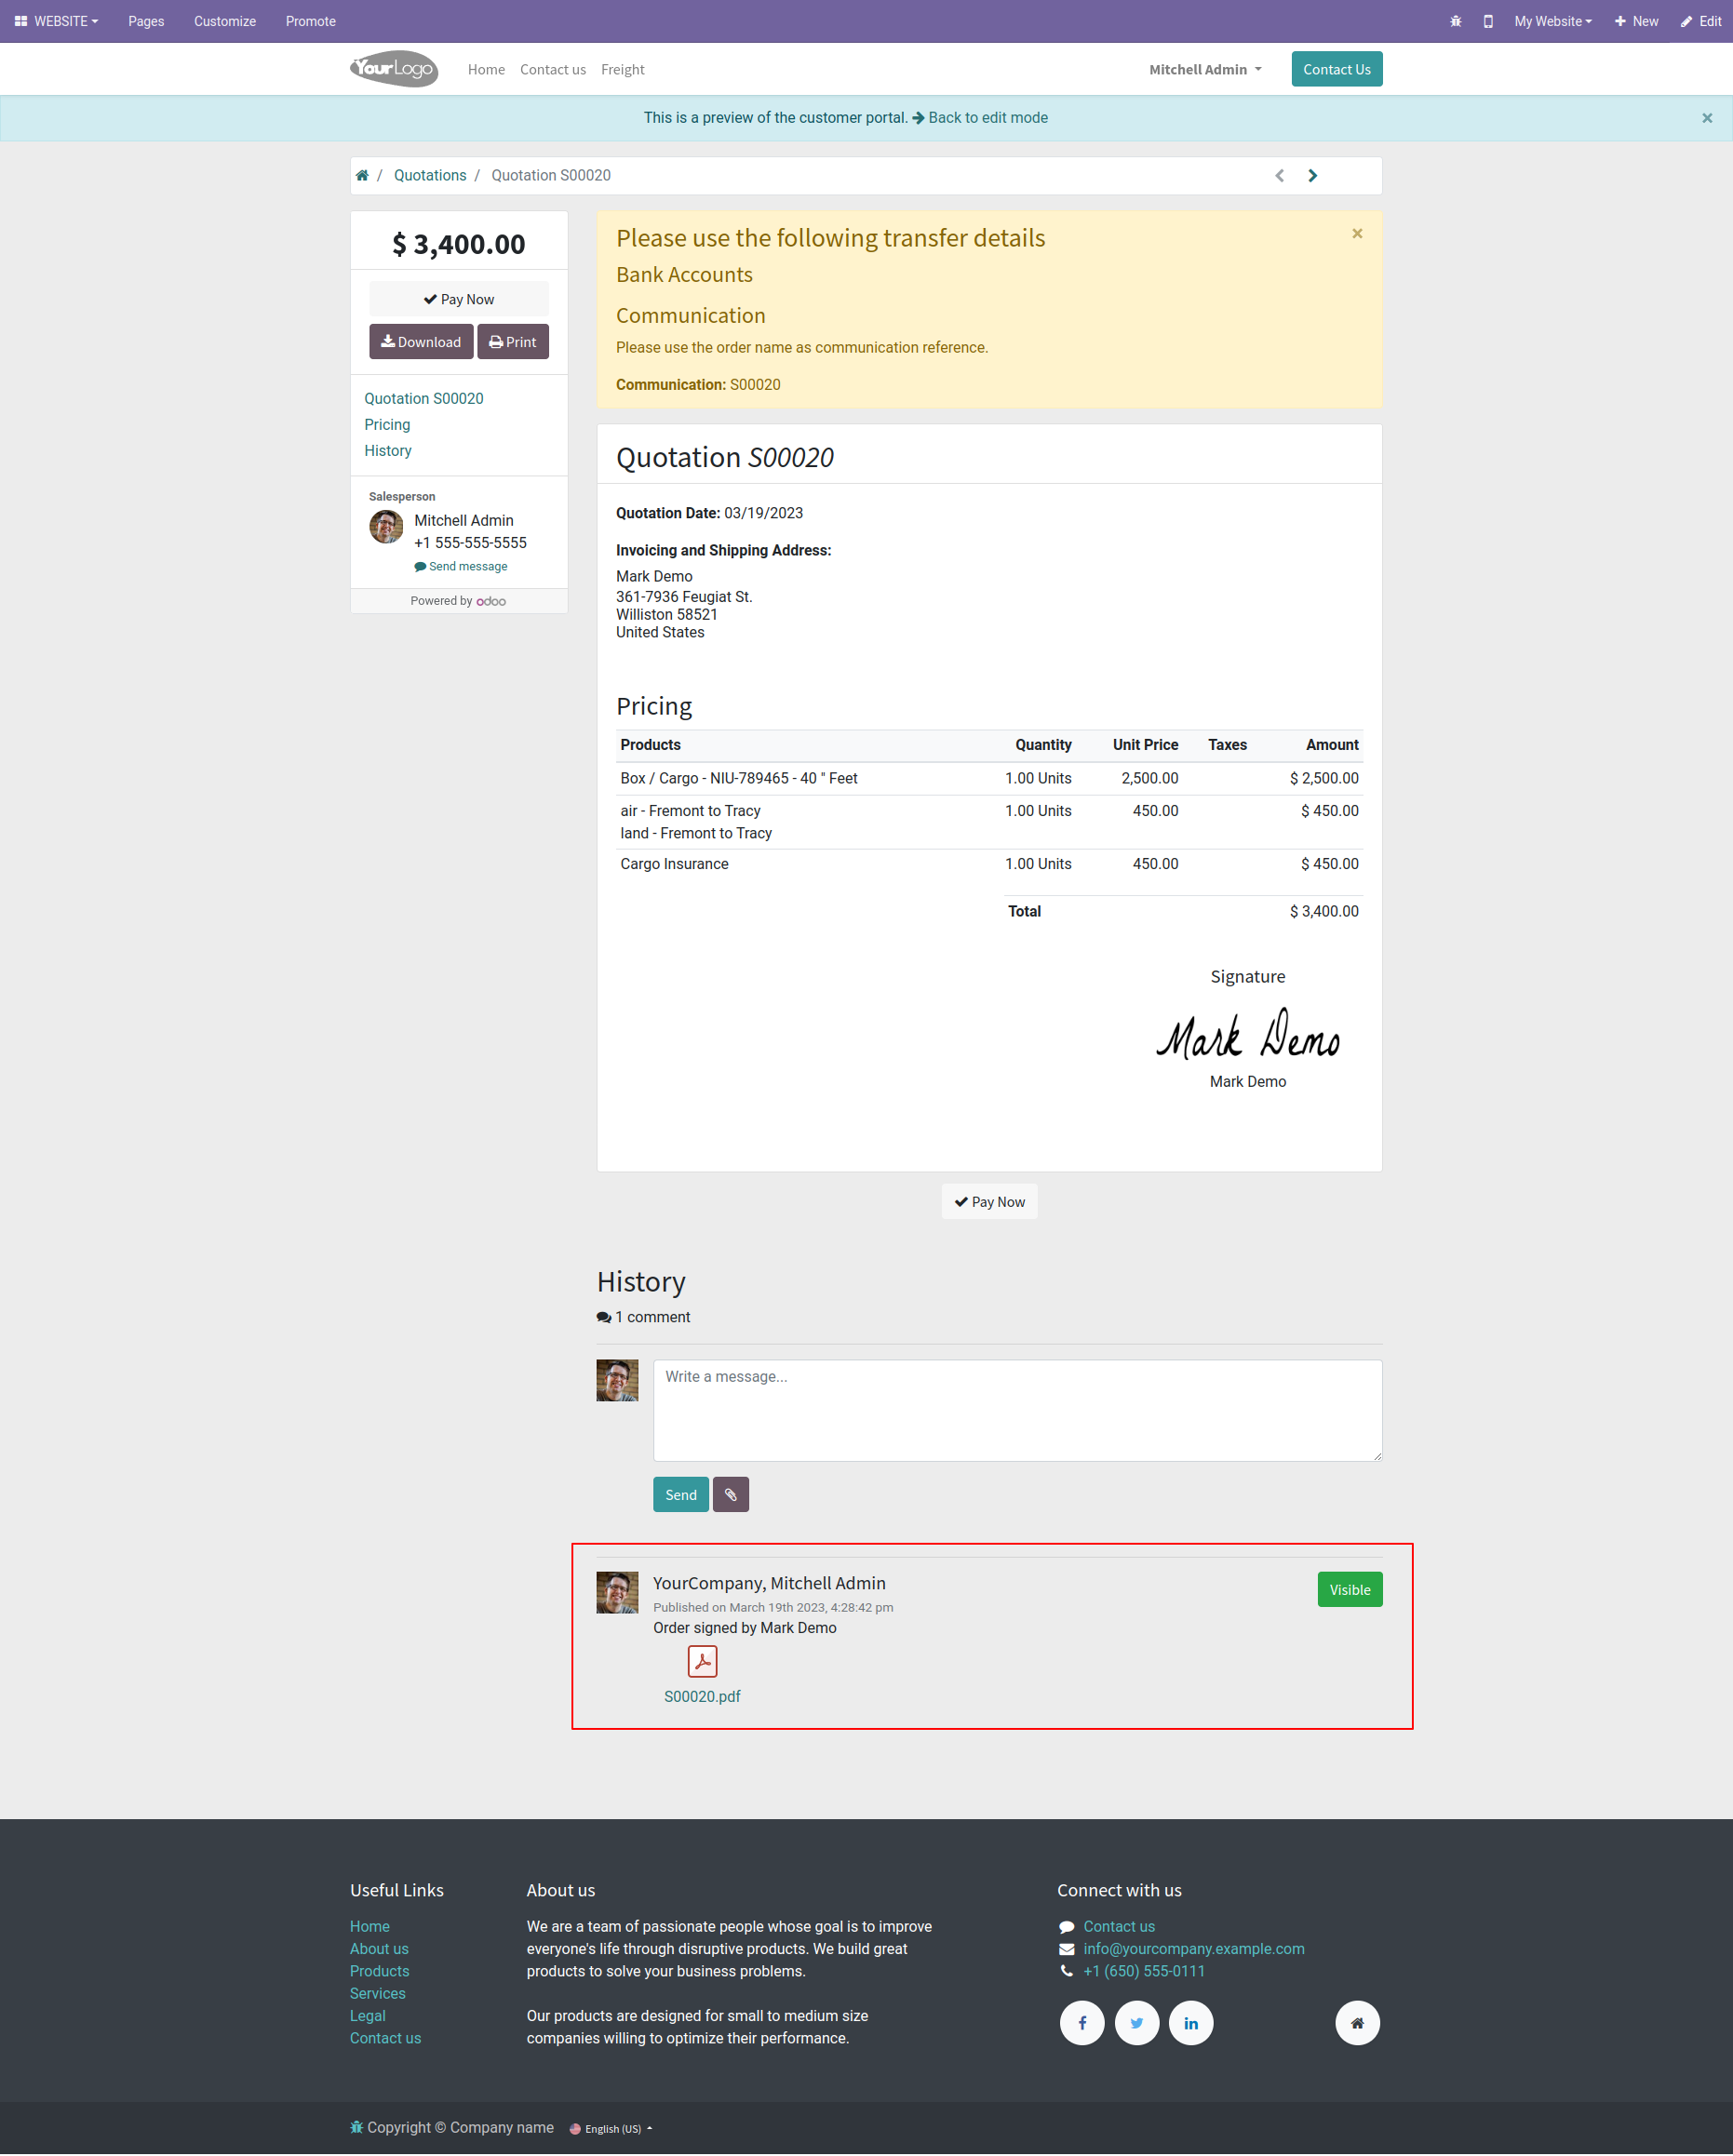 WEBSITE Pages Customize Promote My Website New Edit
YourLogo Home Contact us Freight Mitchell Admin Contact Us
This is a preview of the customer portal. Back to edit mode ×
/ Quotations / Quotation S00020
$ 3,400.00
Pay Now
Download Print
Quotation S00020
Pricing
History
Salesperson
Mitchell Admin
+1 555-555-5555
Send message
Powered by odoo
Please use the following transfer details ×
Bank Accounts
Communication
Please use the order name as communication reference.
Communication: S00020
Quotation S00020
Quotation Date: 03/19/2023
Invoicing and Shipping Address:
Mark Demo
361-7936 Feugiat St.
Williston 58521
United States
Pricing
Products Quantity Unit Price Taxes Amount
Box / Cargo - NIU-789465 - 40 " Feet 1.00 Units 2,500.00 $ 2,500.00
air - Fremont to Tracy 1.00 Units 450.00 $ 450.00
land - Fremont to Tracy
Cargo Insurance 1.00 Units 450.00 $ 450.00
Total $ 3,400.00
Signature
Mark Demo
Mark Demo
Pay Now
History
1 comment
Write a message...
Send
YourCompany, Mitchell Admin Visible
Published on March 19th 2023, 4:28:42 pm
Order signed by Mark Demo
S00020.pdf
Useful Links
Home
About us
Products
Services
Legal
Contact us
About us
We are a team of passionate people whose goal is to improve
everyone's life through disruptive products. We build great
products to solve your business problems.
Our products are designed for small to medium size
companies willing to optimize their performance.
Connect with us
Contact us
info@yourcompany.example.com
+1 (650) 555-0111
Copyright © Company name English (US)